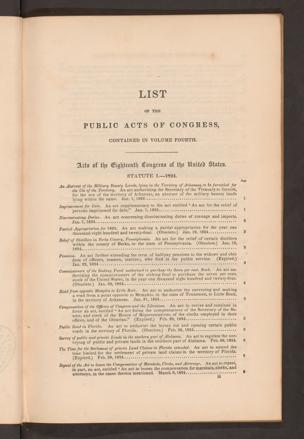 LIST
OF THE
PUBLIC ACTS OF CONGRESS,
CONTAINED IN VOLUME FOURTH.
Acts of the Eighteenth Congress of the United States.
STATUTE I.—1824.
Page
An Abstract of the Military Bounty Lands, lying in the Territory of Arkansas, to be furnished for
the Use of the Territory. An act authorizing the Secretary of the Treasury to furnish,
for the use of the territory of Arkansas, an abstract of the military bounty lands
lying within the same. Jan. 7, 1824
Imprisonment for Debt. An act supplementary to the act entitled "An act for the relief of
persons imprisoned for debt." Jan. 7, 1824
Discriminating Duties. An act concerning discriminating duties of tonnage and imposts.
Jan. 7, 1824
Partial Appropriation for 1824. An act making a partial appropriation for the year one
thousand eight hundred and twenty-four. (Obsolete.) Jan. 1824
Relief of Distillers in Berks County, Pennsylvania. An act for the relief of certain distillers
within the county of Berks, in the state of Pennsylvania. (Obsolete.) Jan. 1824
Pensions. An act further extending the term of half-pay pensions to the widows and children
of officers, seamen, and marines, who died in the public service. (Expired.)
Jan. 22, 1824
Commissioners of the Sinking Fund authorized to purchase the Seven per cent. Stock. An act authorizing
the commissioners of the sinking fund to purchase the seven per cent.
stock of the United States, in the year one thousand eight hundred and twenty-four.
(Obsolete.) Jan. 1824
Road from opposite Memphis to Little Rock. An act to authorize the surveying and making
a road from a point opposite to Memphis, in the state of Tennessee, to Little Rock,
in the territory of Arkansas. Jan. 31, 1824
Compensation of the Officers of Congress and the Librarian. An act to revive and continue in
force an act, entitled "An act fixing the compensations of the Secretary of the Senate,
and clerk of the House of Representatives, of the clerks employed in their
offices, and of the librarian." (Expired.) Feb. 1824
Public Road in Florida. An act to authorize the laying out and opening certain public
roads in the territory of Florida. (Obsolete.) Feb. 28, 1824
Survey of public and private Lands in the southern part of Alabama. An act to regulate the surveying
of public and private lands in the southern part of Alabama. Feb. 28, 1824
The Time for the Settlement of private Land Claims in Florida extended. An act to extend the
time limited for the settlement of private land claims in the territory of Florida.
(Expired.) Feb. 28, 1824
Repeal of the Act to lessen the Compensation of Marshals, Clerks, and Attorneys. An act to repeal,
in part, an act, entitled "An act to lessen the compensation for marshals, clerks, and
attorneys, in the cases therein mentioned. March 8, 1824